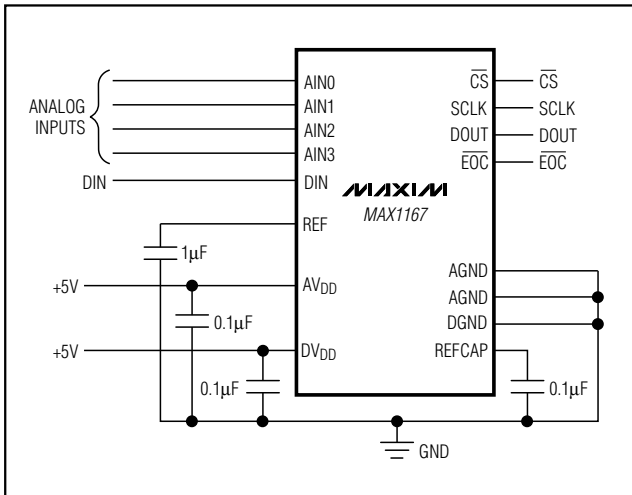 ANALOG
INPUTS
DIN
+5V
+5V
1µF
0.1µF
0.1µF
AIN0
AIN1
AIN2
AIN3
DIN
REF
AVDD
DVDD
MAXIM
MAX1167
CS
SCLK
DOUT
EOC
AGND
AGND
DGND
REFCAP
CS
SCLK
DOUT
EOC
0.1µF
GND